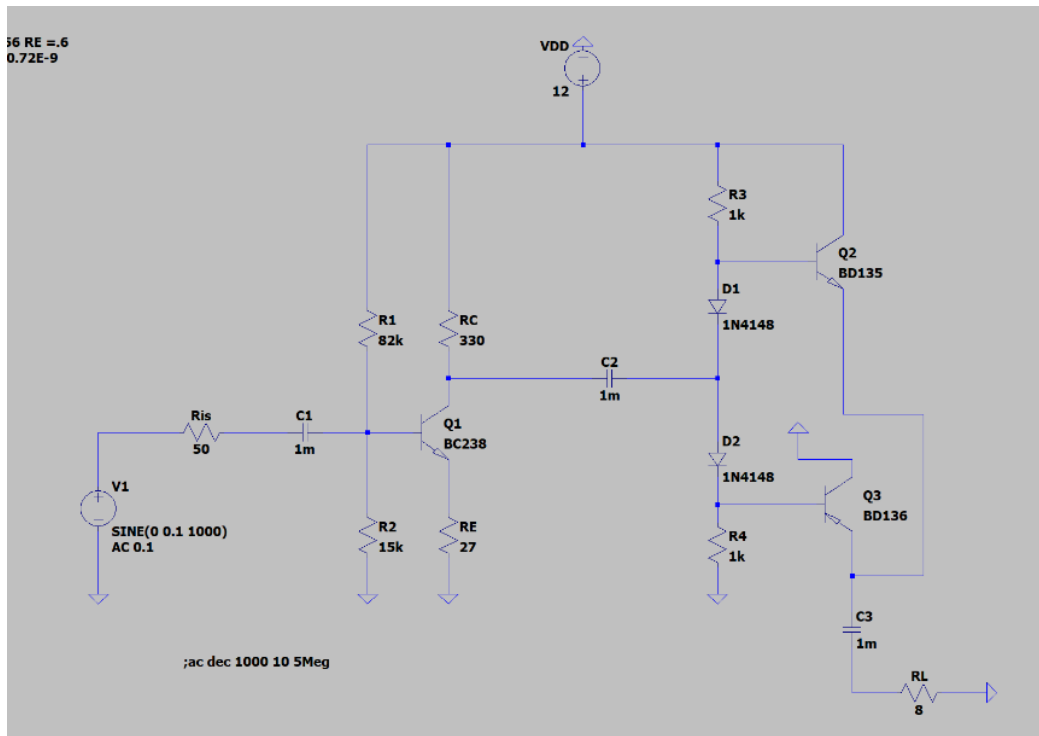 56 RE =.6
0.72E-9
VDD
12
R3
1k
Q2
BD135
D1
1N4148
R1
82k
RC
330
C2
1m
Ris
50
C1
1m
Q1
BC238
D2
1N4148
Q3
BD136
V1
SINE(0 0.1 1000)
AC 0.1
R2
15k
RE
27
R4
1k
C3
1m
;ac dec 1000 10 5Meg
RL
8